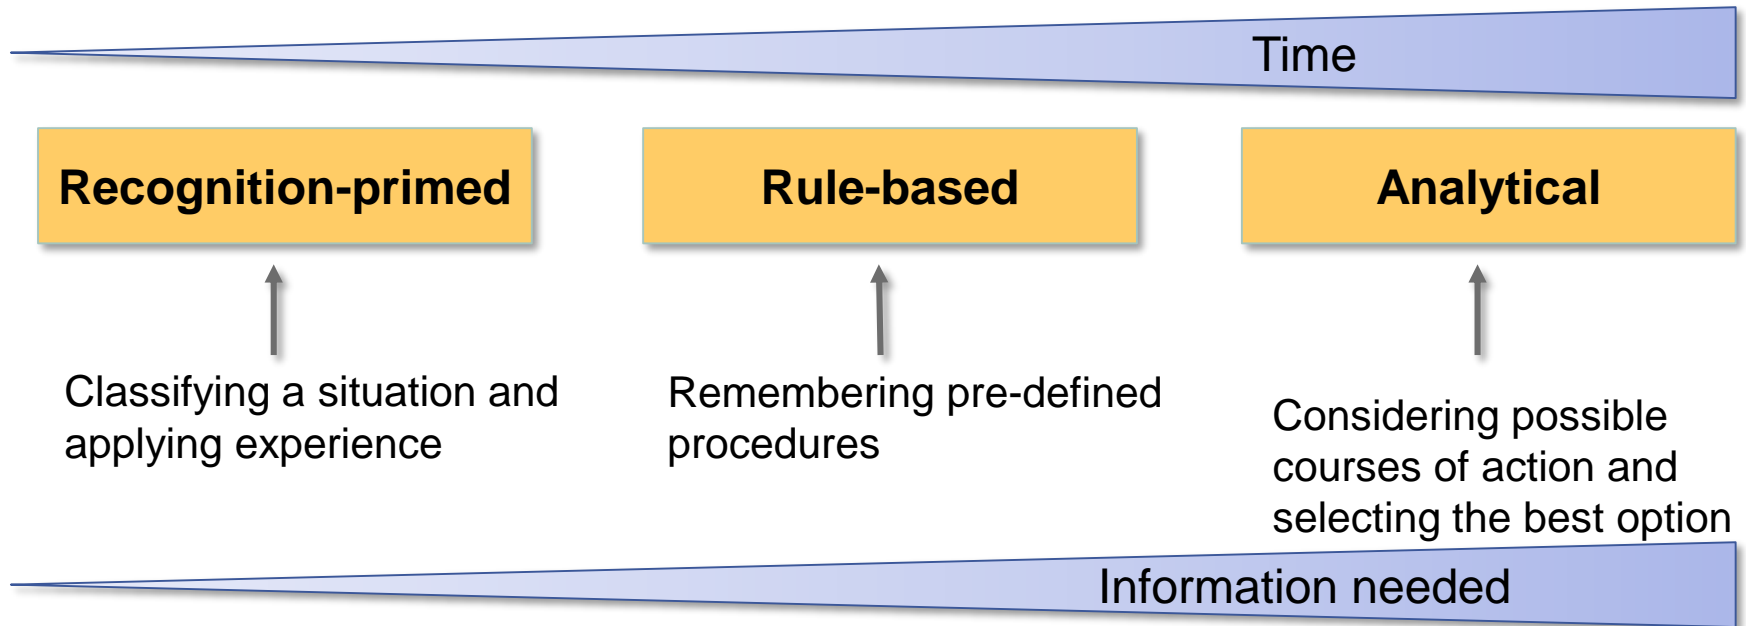 Time
Recognition-primed
Rule-based
Analytical
Classifying a situation and
applying experience
Remembering pre-defined
procedures
Considering possible
courses of action and
selecting the best option
Information needed